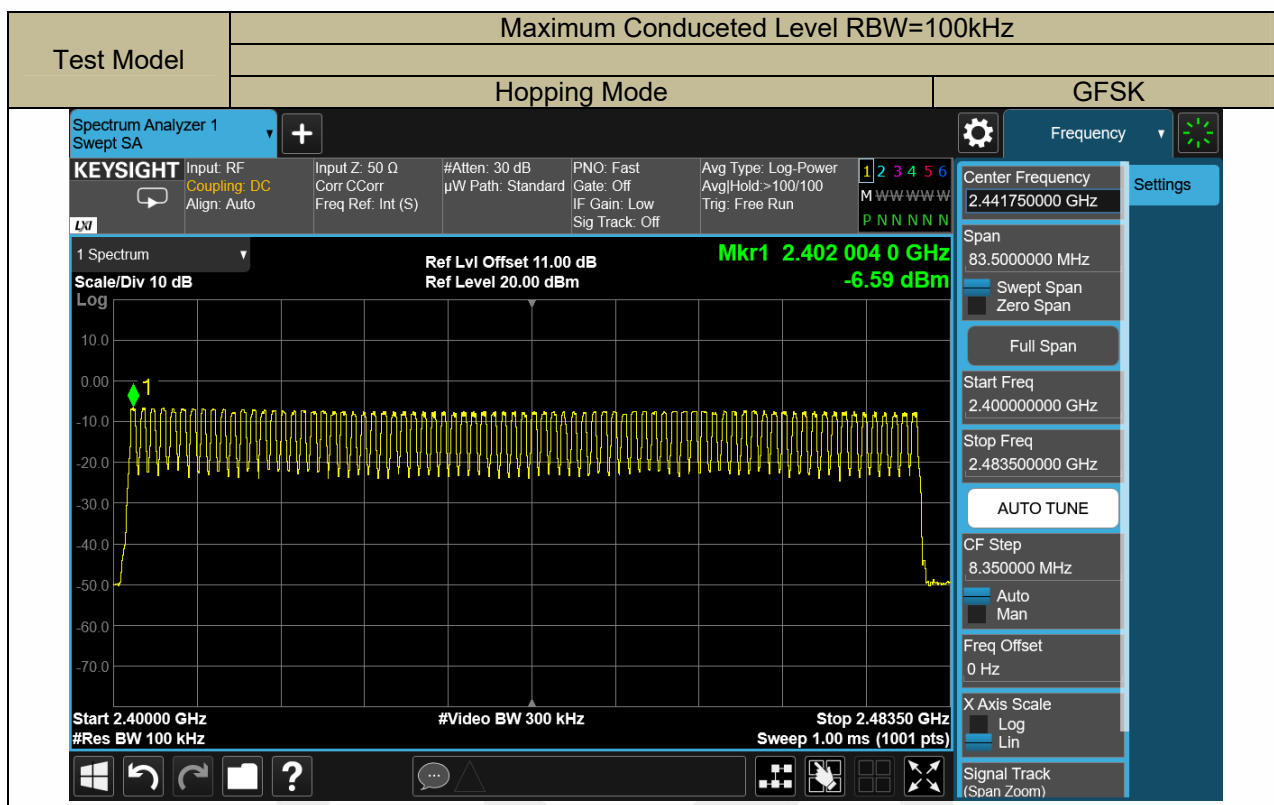 Test Model
Maximum Conduceted Level RBW=100kHz
Hopping Mode
GFSK
Spectrum Analyzer 1
Swept SA
+
Frequency
KEYSIGHT
LXI
Input: RF
Coupling: DC
Align: Auto
Input Z: 50 Ω
Corr CCorr
Freq Ref: Int (S)
#Atten: 30 dB
µW Path: Standard
PNO: Fast
Gate: Off
IF Gain: Low
Sig Track: Off
Avg Type: Log-Power
Avg|Hold:>100/100
Trig: Free Run
1 2 3 4 5 6
M W W W W W
P N N N N N
1 Spectrum
Scale/Div 10 dB
Log
Ref Lvl Offset 11.00 dB
Ref Level 20.00 dBm
Mkr1 2.402 004 0 GHz
-6.59 dBm
10.0
0.00
1
-10.0
-20.0
-30.0
-40.0
-50.0
-60.0
-70.0
Start 2.40000 GHz
#Res BW 100 kHz
#Video BW 300 kHz
Stop 2.48350 GHz
Sweep 1.00 ms (1001 pts)
Center Frequency
2.441750000 GHz
Settings
Span
83.5000000 MHz
Swept Span
Zero Span
Full Span
Start Freq
2.400000000 GHz
Stop Freq
2.483500000 GHz
AUTO TUNE
CF Step
8.350000 MHz
Auto
Man
Freq Offset
0 Hz
X Axis Scale
Log
Lin
Signal Track
(Span Zoom)
?